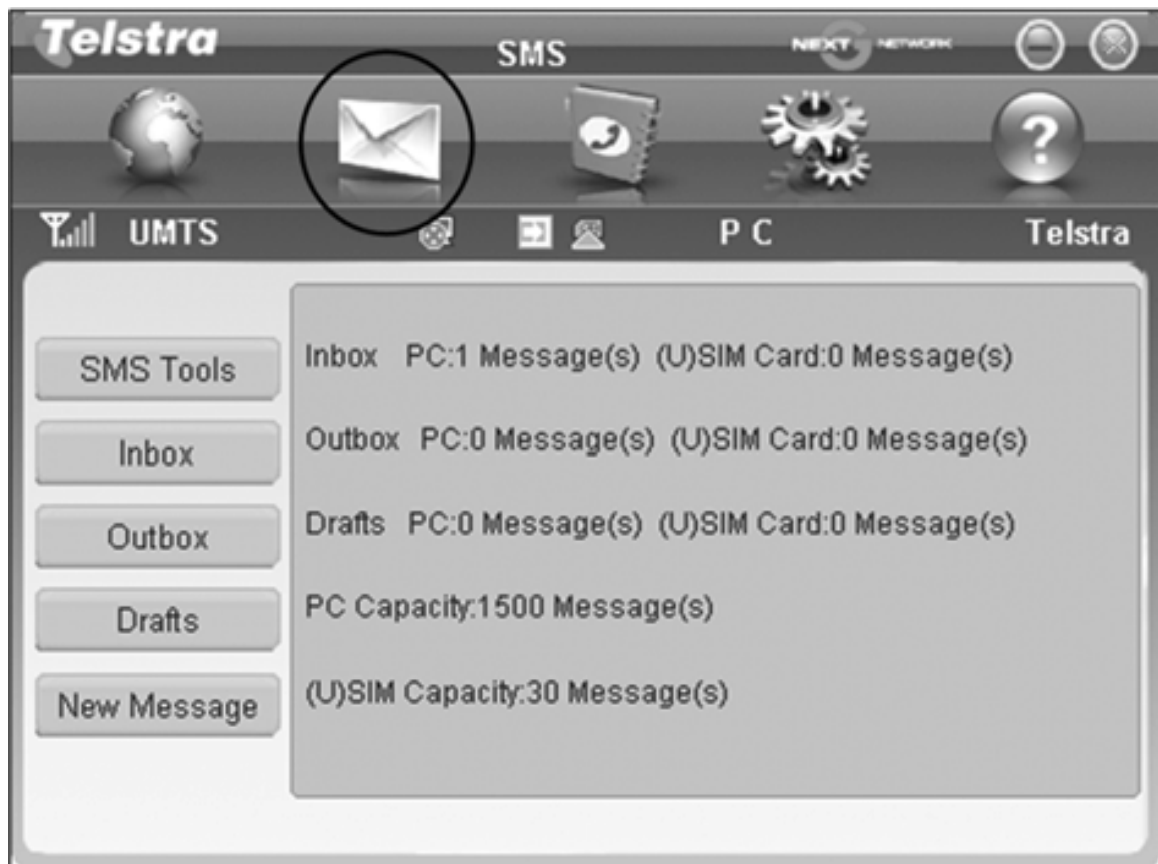 Telstra SMS NEXT G NETWORK
?
UMTS P C Telstra
SMS Tools
Inbox
Outbox
Drafts
New Message
Inbox PC:1 Message(s) (U)SIM Card:0 Message(s)
Outbox PC:0 Message(s) (U)SIM Card:0 Message(s)
Drafts PC:0 Message(s) (U)SIM Card:0 Message(s)
PC Capacity:1500 Message(s)
(U)SIM Capacity:30 Message(s)